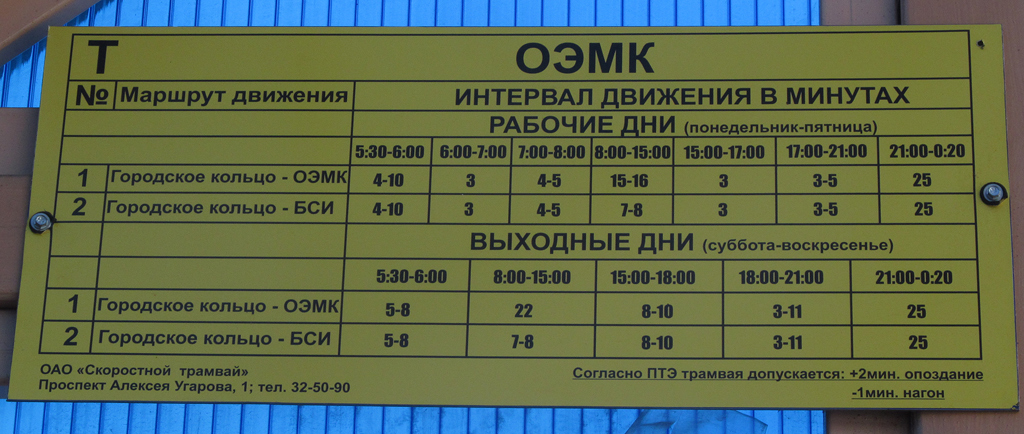 Т ОЭМК
№ Маршрут движения ИНТЕРВАЛ ДВИЖЕНИЯ В МИНУТАХ
РАБОЧИЕ ДНИ (понедельник-пятница)
5:30-6:00 6:00-7:00 7:00-8:00 8:00-15:00 15:00-17:00 17:00-21:00 21:00-0:20
1 Городское кольцо - ОЭМК 4-10 3 4-5 15-16 3 3-5 25
2 Городское кольцо - БСИ 4-10 3 4-5 7-8 3 3-5 25
ВЫХОДНЫЕ ДНИ (суббота-воскресенье)
5:30-6:00 8:00-15:00 15:00-18:00 18:00-21:00 21:00-0:20
1 Городское кольцо - ОЭМК 5-8 22 8-10 3-11 25
2 Городское кольцо - БСИ 5-8 7-8 8-10 3-11 25
ОАО «Скоростной трамвай» Согласно ПТЭ трамвая допускается: +2мин. опоздание
Проспект Алексея Угарова, 1; тел. 32-50-90 -1мин. нагон